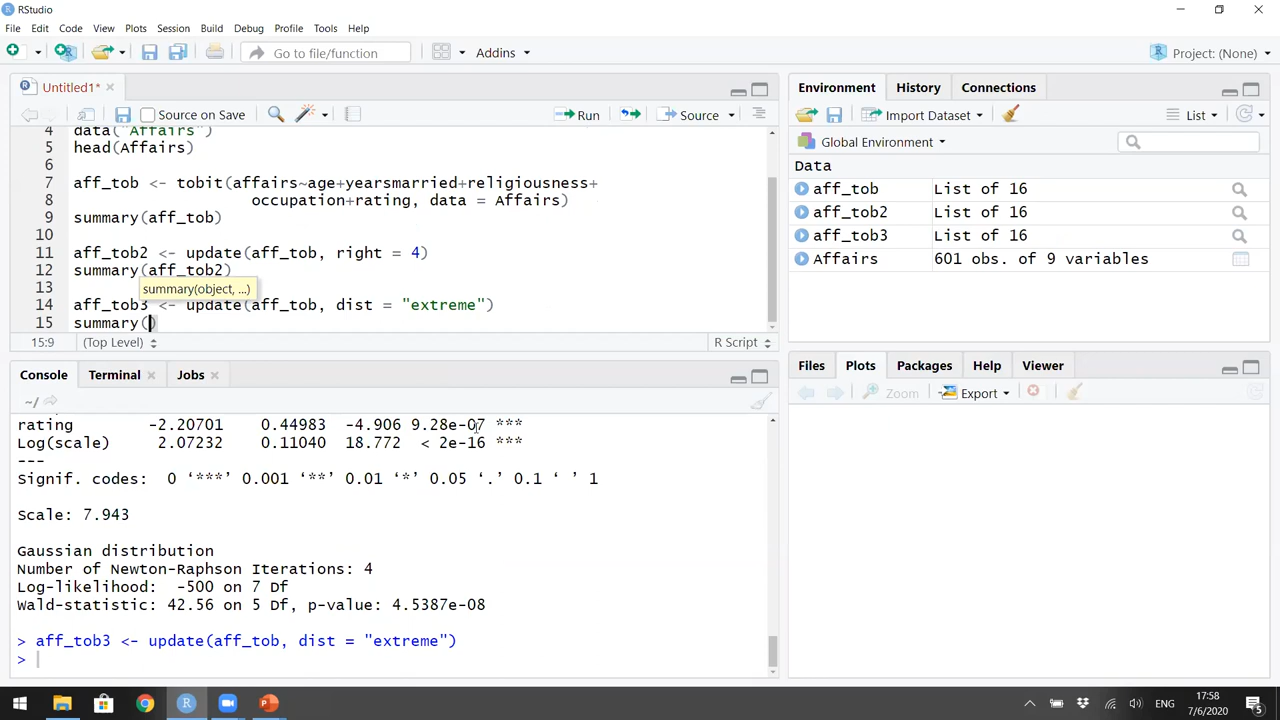 RStudio
File Edit Code View Plots Session Build Debug Profile Tools Help
Go to file/function Addins Project: (None)
Untitled1*
Source on Save Run Source
4 data("Affairs")
5 head(Affairs)
6
7 aff_tob <- tobit(affairs~age+yearsmarried+religiousness+
8 occupation+rating, data = Affairs)
9 summary(aff_tob)
10
11 aff_tob2 <- update(aff_tob, right = 4)
12 summary(aff_tob2)
13 summary(object, ...)
14 aff_tob3 <- update(aff_tob, dist = "extreme")
15 summary()
15:9 (Top Level) R Script
Console Terminal Jobs
~/
rating -2.20701 0.44983 -4.906 9.28e-07 ***
Log(scale) 2.07232 0.11040 18.772 < 2e-16 ***
---
Signif. codes: 0 ‘***’ 0.001 ‘**’ 0.01 ‘*’ 0.05 ‘.’ 0.1 ‘ ’ 1
Scale: 7.943
Gaussian distribution
Number of Newton-Raphson Iterations: 4
Log-likelihood: -500 on 7 Df
Wald-statistic: 42.56 on 5 Df, p-value: 4.5387e-08
> aff_tob3 <- update(aff_tob, dist = "extreme")
>
Environment History Connections
Import Dataset List
Global Environment
Data
aff_tob List of 16
aff_tob2 List of 16
aff_tob3 List of 16
Affairs 601 obs. of 9 variables
Files Plots Packages Help Viewer
Zoom Export
ENG 17:58
7/6/2020 5